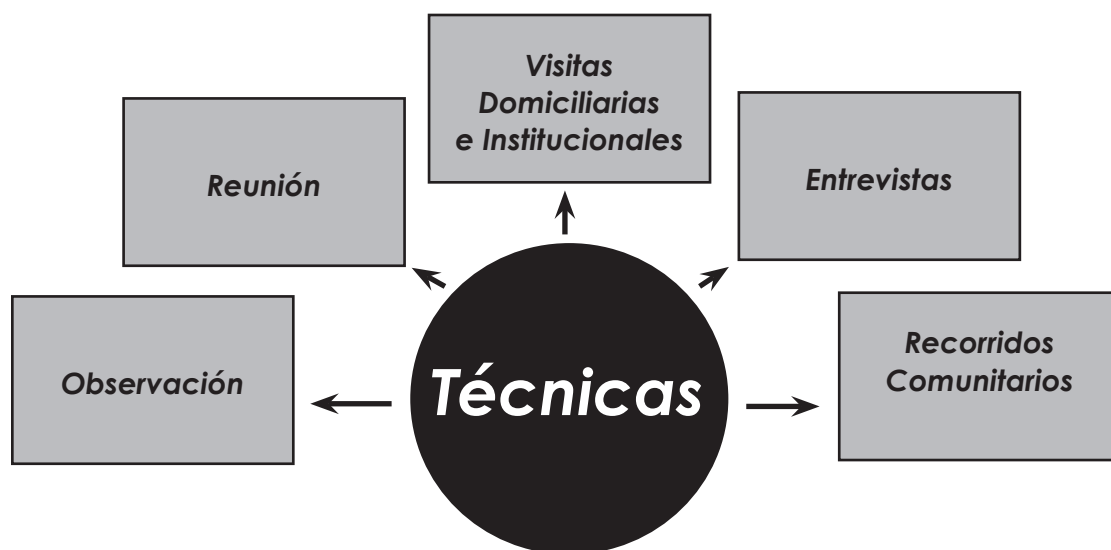 Visitas
Domiciliarias
e Institucionales
Reunión
Entrevistas
Observación
Técnicas
Recorridos
Comunitarios